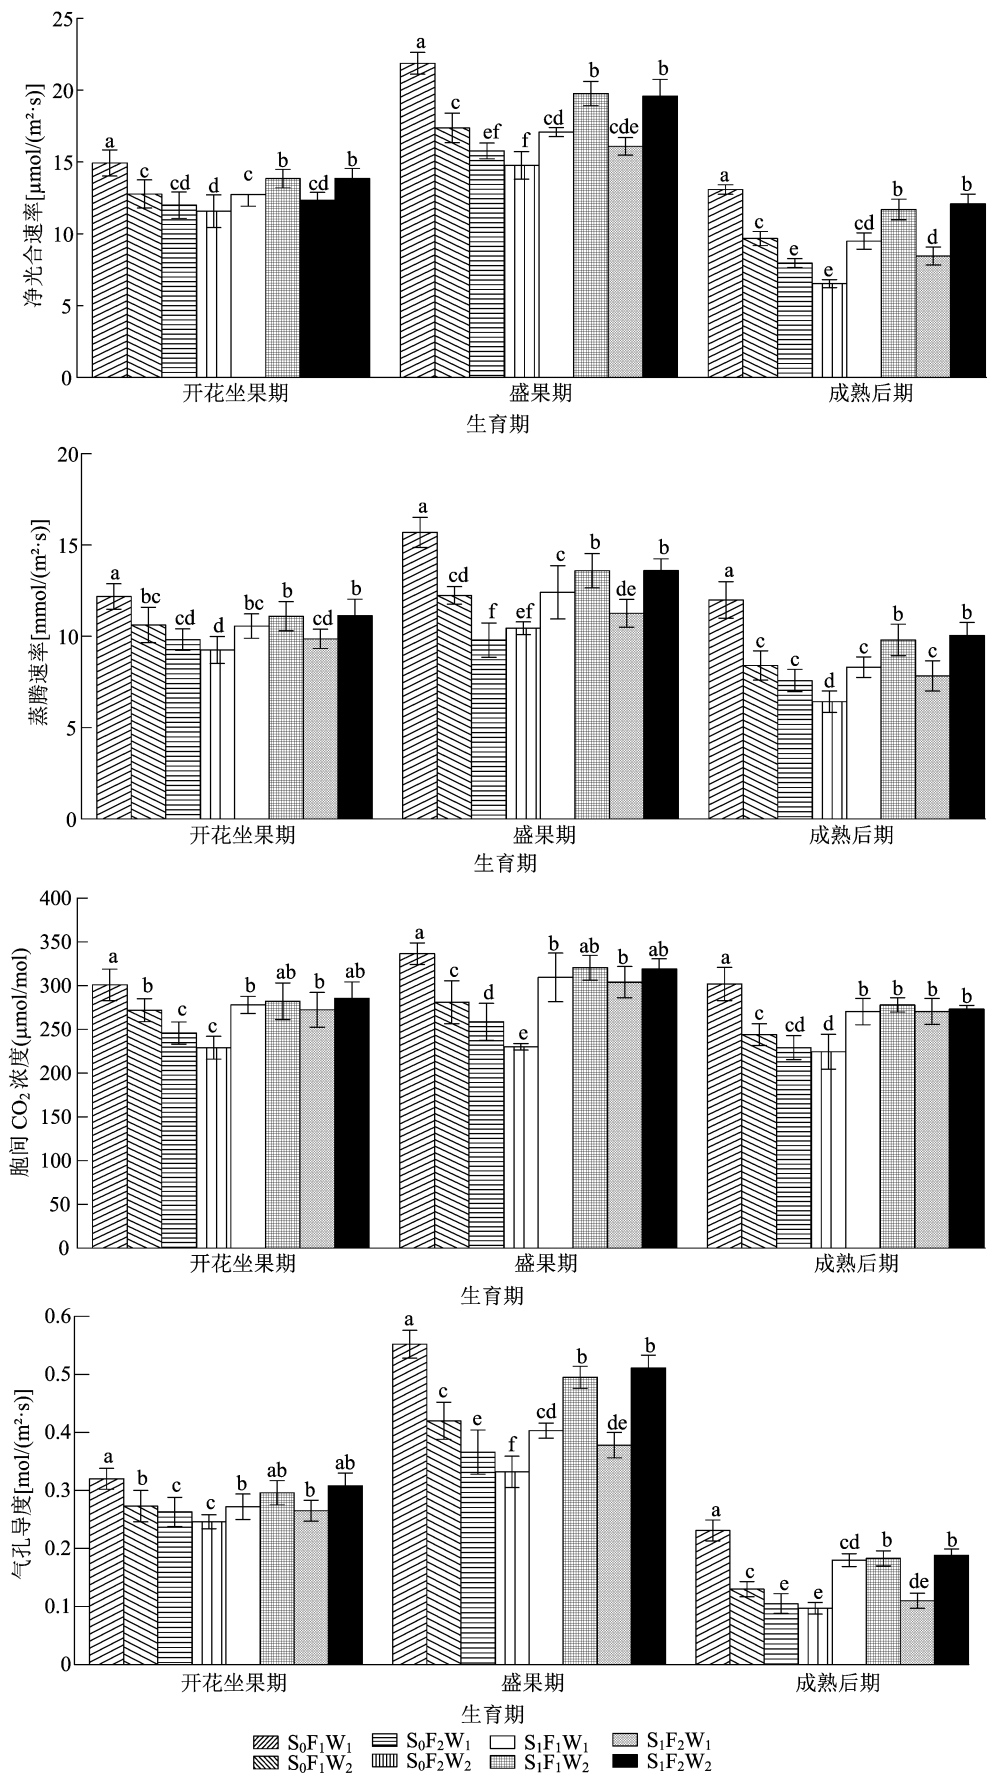 净光合速率[μmol/(m²·s)]
25
20
15
10
5
0
a c cd d c b cd b
a c ef f cd b cde b
a c e e cd b d b
开花坐果期 盛果期 成熟后期
生育期
蒸腾速率[mmol/(m²·s)]
20
15
10
5
0
a bc cd d bc b cd b
a cd f ef c b de b
a c c d c b c b
开花坐果期 盛果期 成熟后期
生育期
胞间 CO₂ 浓度(μmol/mol)
400
350
300
250
200
150
100
50
0
a b c c b ab b ab
a c d e b ab b ab
a c cd d b b b b
开花坐果期 盛果期 成熟后期
生育期
气孔导度[mol/(m²·s)]
0.6
0.5
0.4
0.3
0.2
0.1
0
a b c c b ab b ab
a c e f cd b de b
a c e e cd b de b
开花坐果期 盛果期 成熟后期
生育期
S₀F₁W₁ S₀F₂W₁ S₁F₁W₁ S₁F₂W₁
S₀F₁W₂ S₀F₂W₂ S₁F₁W₂ S₁F₂W₂